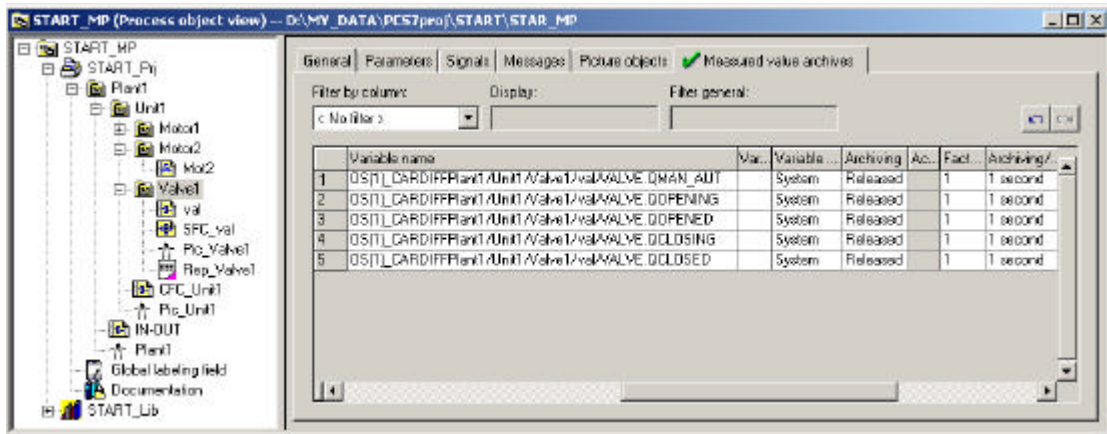 START_MP (Process object view) -- D:\MY_DATA\PCS7proj\START\STAR_MP
START_MP
START_Prj
Plant1
Unit1
Motor1
Motor2
Mot2
Valve1
val
SFC_val
Pic_Valve1
Rep_Valve1
CFC_Unit1
Pic_Unit1
IN-OUT
Plant1
Global labeling field
Documentation
START_Lib
General Parameters Signals Messages Picture objects Measured value archives
Filter by column: Display: Filter general:
< No filter >
Variable name Var... Variable ... Archiving Ac... Fact... Archiving/...
1 OS(1)_CARDIFFPlant1/Unit1/Valve1/val/VALVE.QMAN_AUT System Released 1 1 second
2 OS(1)_CARDIFFPlant1/Unit1/Valve1/val/VALVE.QOPENING System Released 1 1 second
3 OS(1)_CARDIFFPlant1/Unit1/Valve1/val/VALVE.QOPENED System Released 1 1 second
4 OS(1)_CARDIFFPlant1/Unit1/Valve1/val/VALVE.QCLOSING System Released 1 1 second
5 OS(1)_CARDIFFPlant1/Unit1/Valve1/val/VALVE.QCLOSED System Released 1 1 second